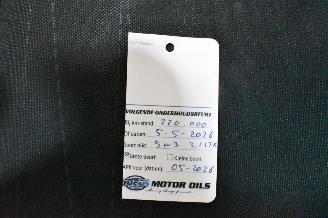 VOLGENDE ONDERHOUDSBEURT
Bij km-stand: 220.000
Of datum: 5-5-2026
Soort olie: 5W3
Grote beurt Kleine beurt
APK voor (datum): 05-2026
MOTOR OILS